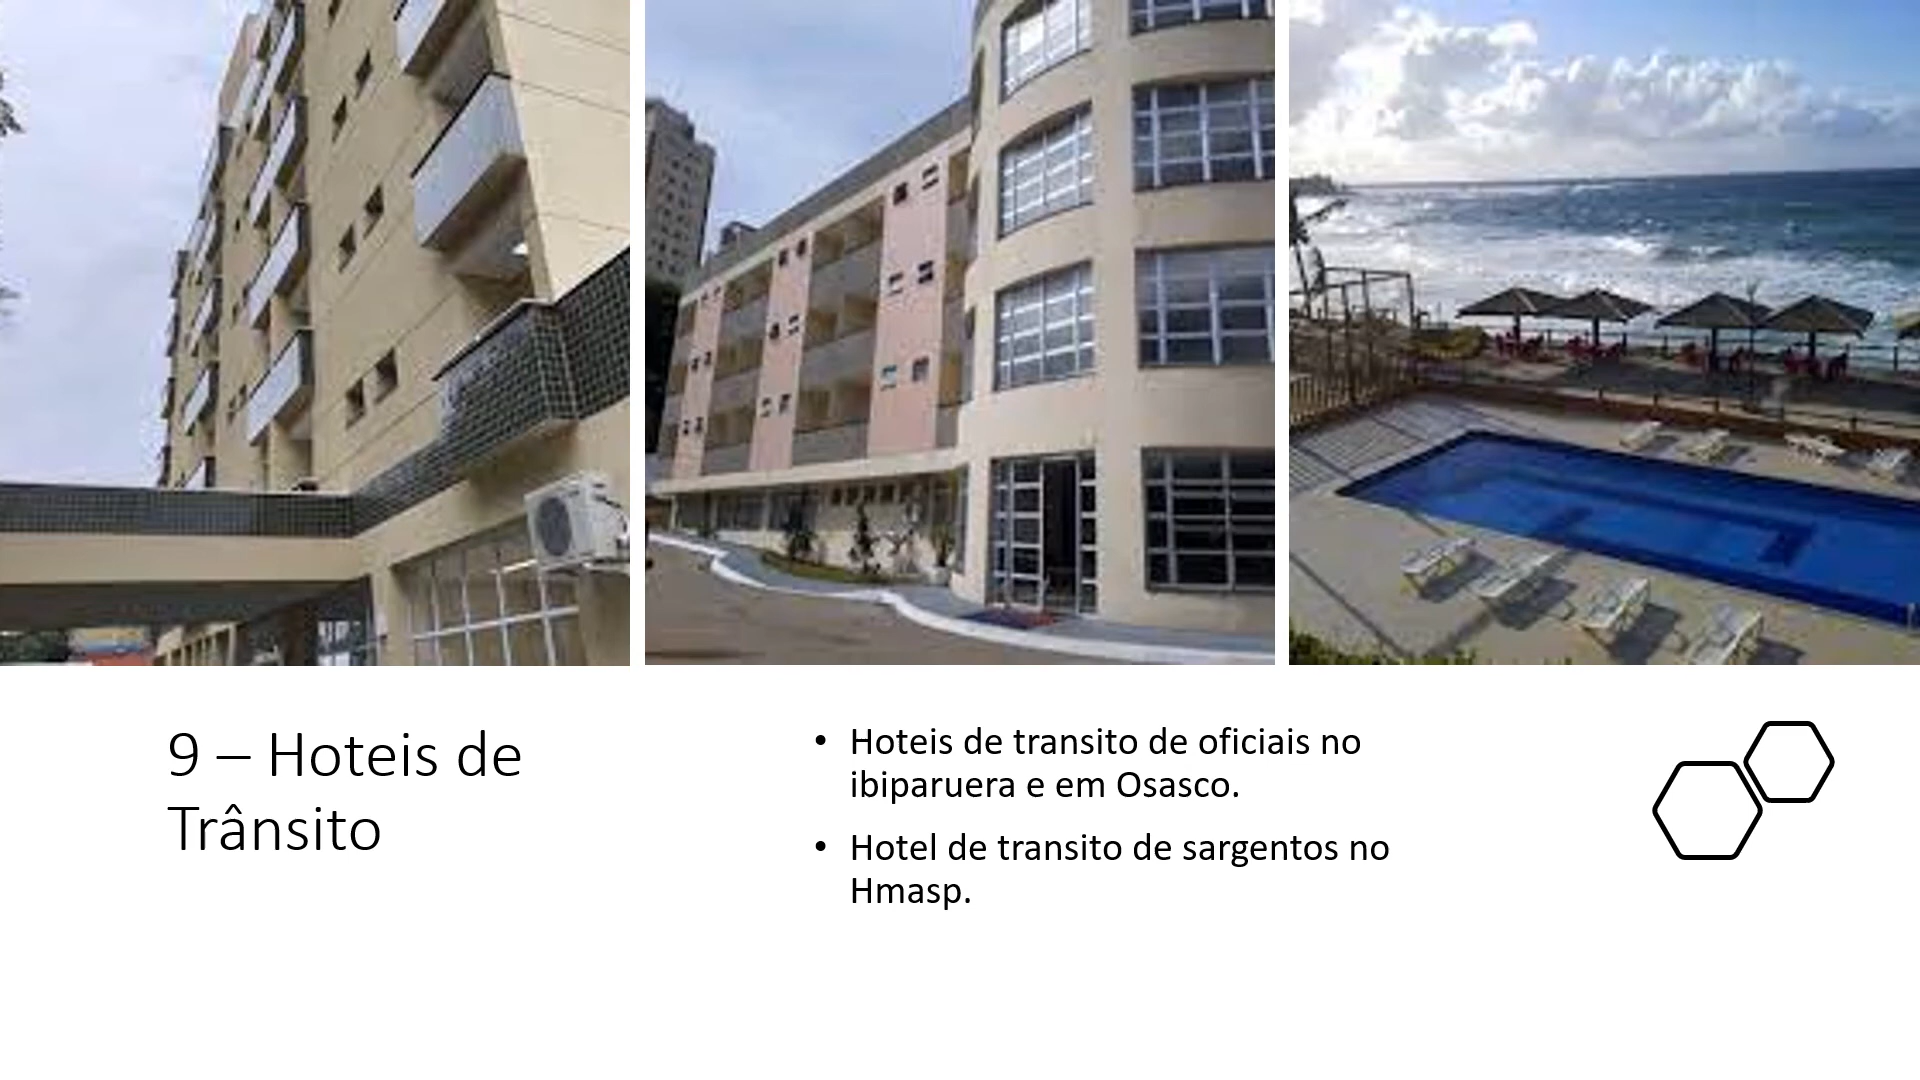 9 – Hoteis de
Trânsito
• Hoteis de transito de oficiais no
ibiparuera e em Osasco.
• Hotel de transito de sargentos no
Hmasp.